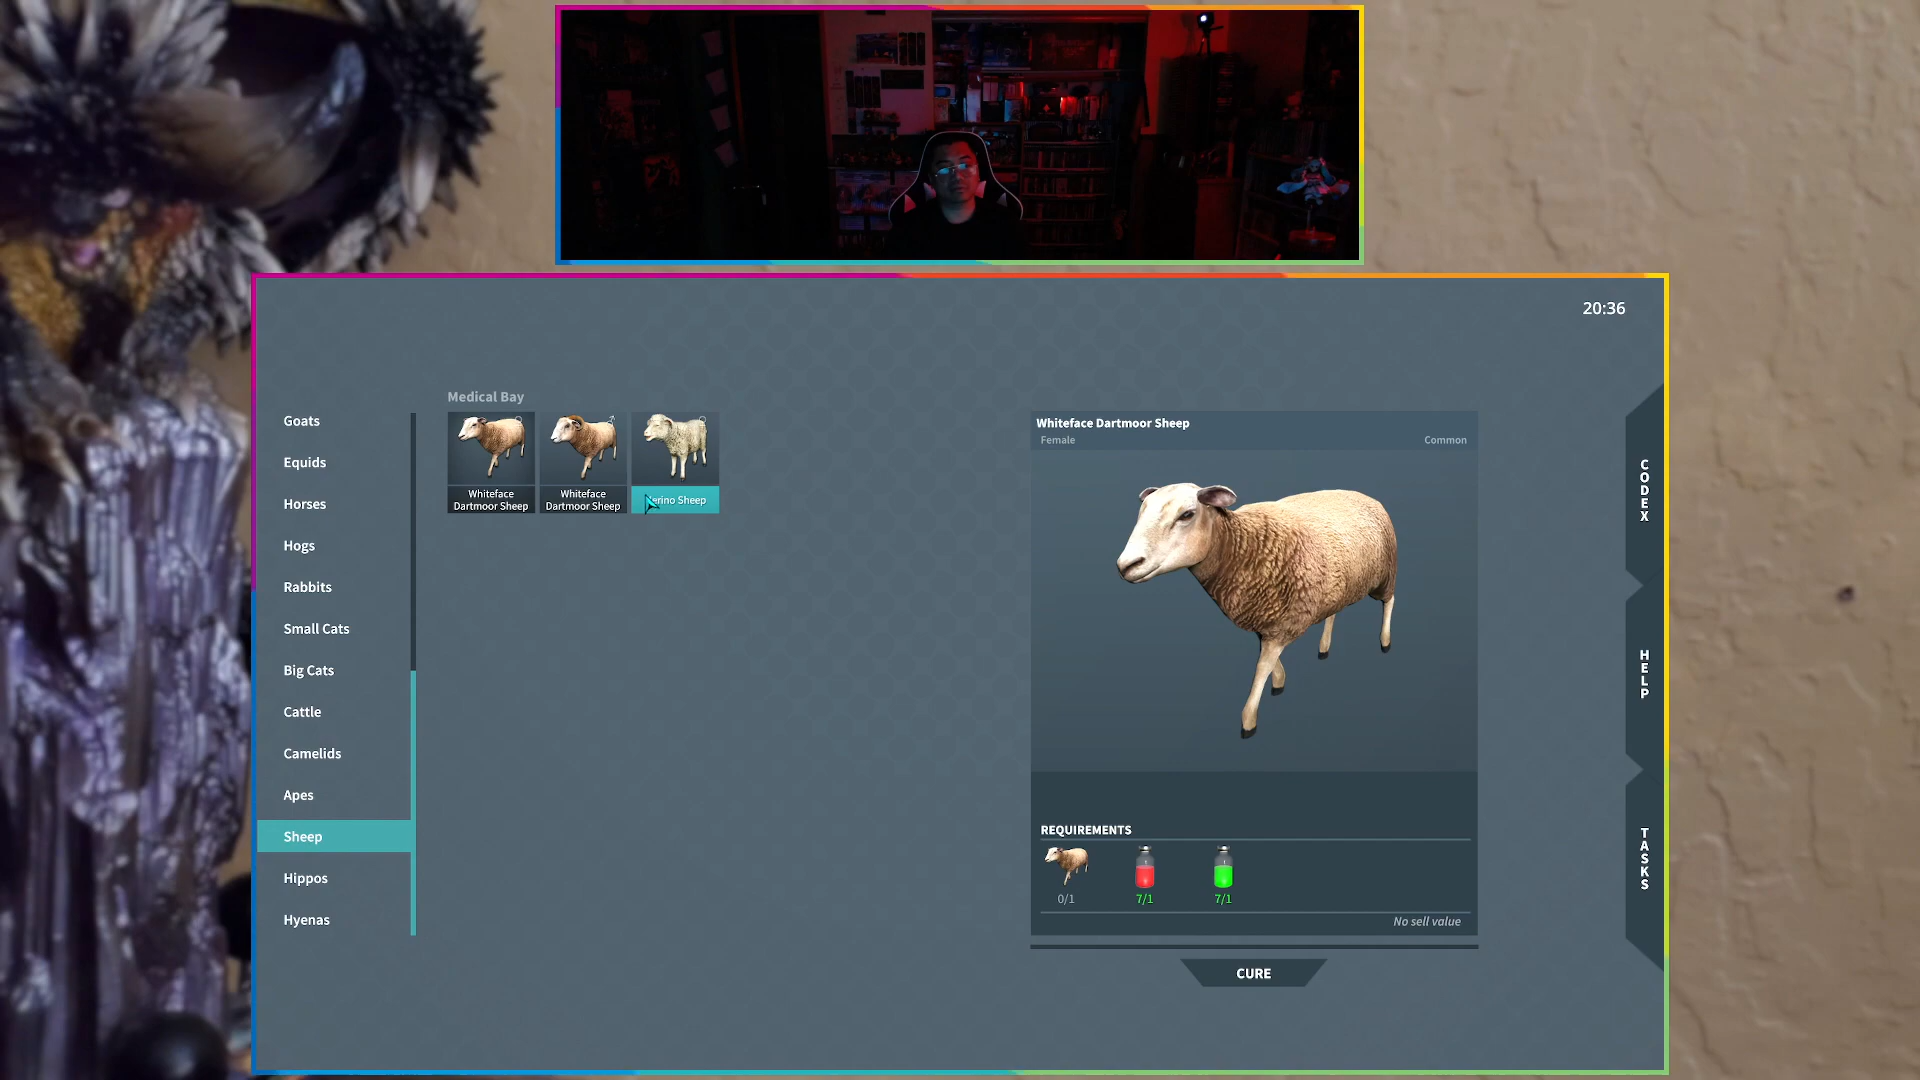 20:36
Goats
Equids
Horses
Hogs
Rabbits
Small Cats
Big Cats
Cattle
Camelids
Apes
Sheep
Hippos
Hyenas
Medical Bay
Whiteface
Dartmoor Sheep
Whiteface
Dartmoor Sheep
Sheep
Whiteface Dartmoor Sheep
Female
Common
REQUIREMENTS
0/1
7/1
7/1
No sell value
CURE
CODEX
HELP
TASKS